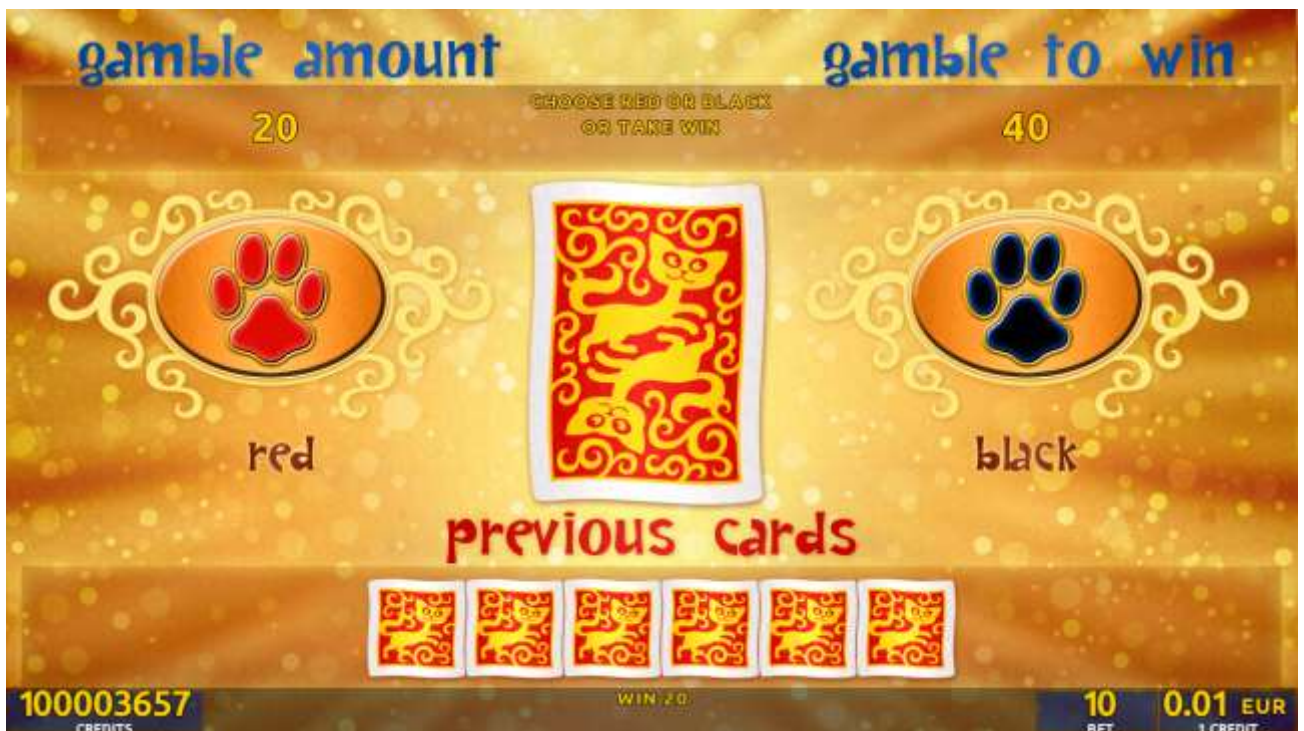 gamble amount
gamble to win
20
CHOOSE RED OR BLACK
OR TAKE WIN
40
red
black
previous cards
100003657
CREDITS
WIN 20
10
BET
0.01 EUR
1 CREDIT